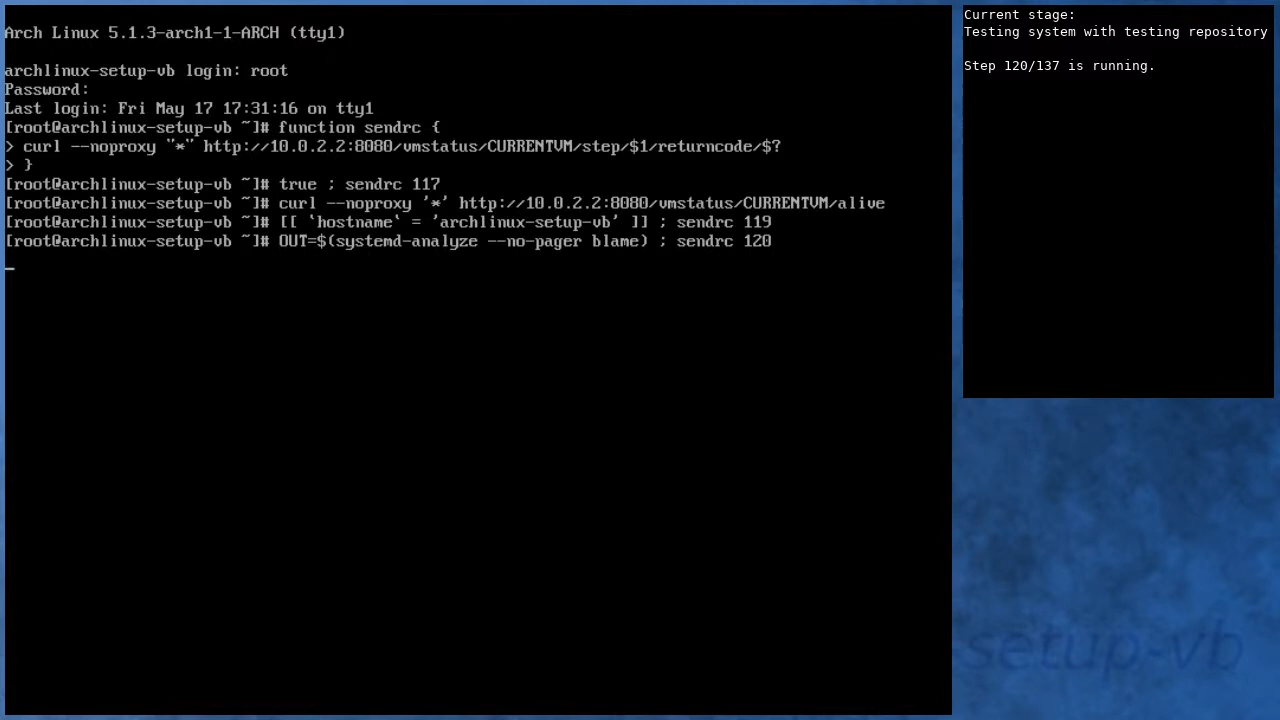 Arch Linux 5.1.3-arch1-1-ARCH (tty1)
archlinux-setup-vb login: root
Password:
Last login: Fri May 17 17:31:16 on tty1
[root@archlinux-setup-vb ~]# function sendrc {
> curl --noproxy "*" http://10.0.2.2:8080/vmstatus/CURRENTVM/step/$1/returncode/$?
> }
[root@archlinux-setup-vb ~]# true ; sendrc 117
[root@archlinux-setup-vb ~]# curl --noproxy '*' http://10.0.2.2:8080/vmstatus/CURRENTVM/alive
[root@archlinux-setup-vb ~]# [[ `hostname` = 'archlinux-setup-vb' ]] ; sendrc 119
[root@archlinux-setup-vb ~]# OUT=$(systemd-analyze --no-pager blame) ; sendrc 120
_
Current stage:
Testing system with testing repository
Step 120/137 is running.
setup-vb